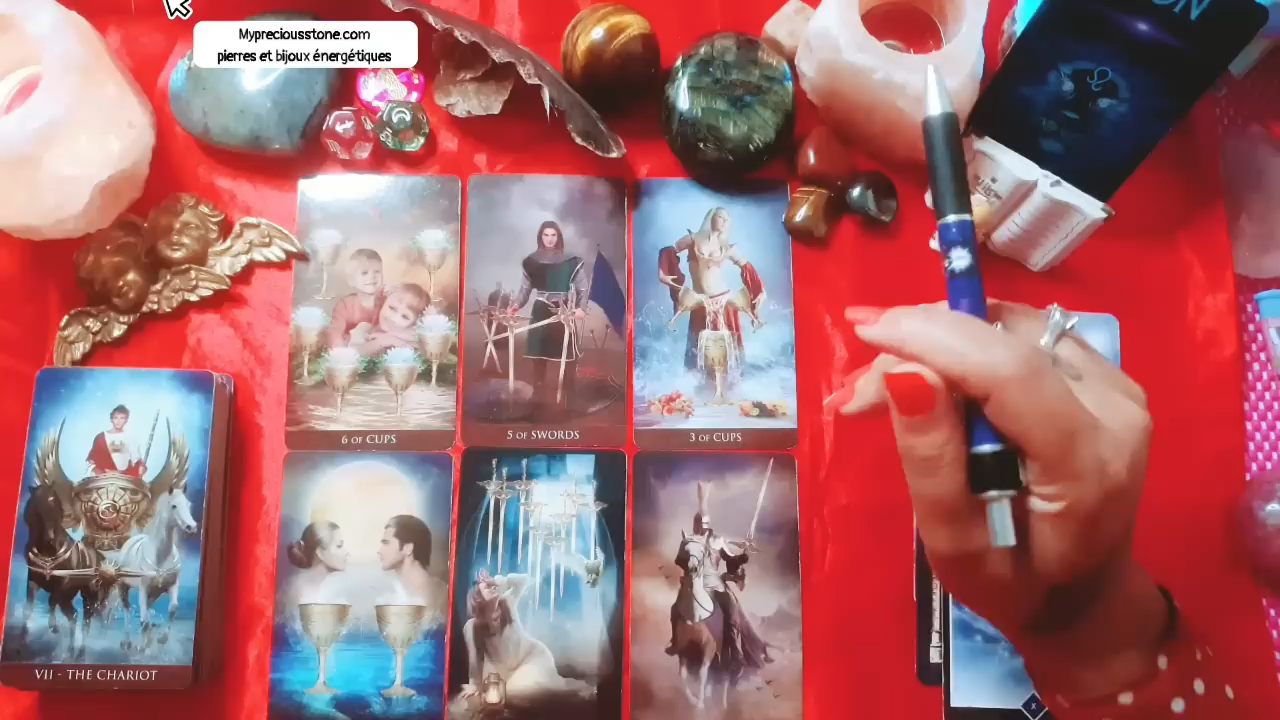 Mypreciousstone.com
pierres et bijoux énergétiques
6 OF CUPS
5 OF SWORDS
3 OF CUPS
VII - THE CHARIOT
X